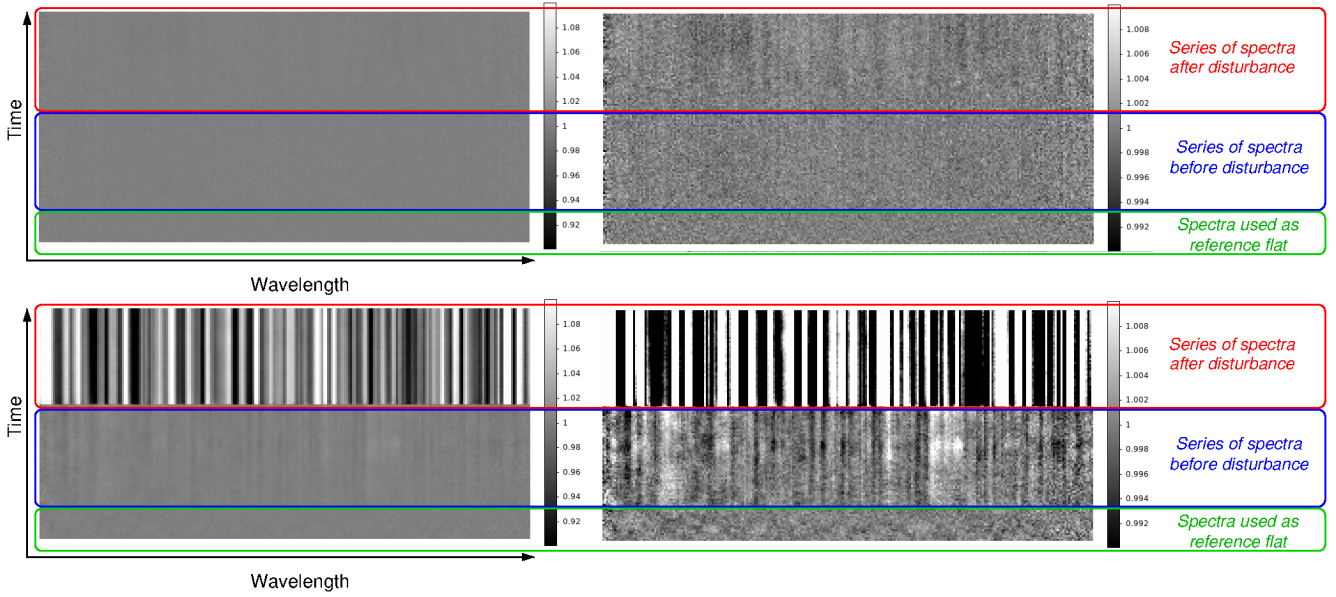 1.08
1.06
1.04
1.02
1
0.98
0.96
0.94
0.92
1.008
1.006
1.004
1.002
1
0.998
0.996
0.994
0.992
Series of spectra
after disturbance
Series of spectra
before disturbance
Spectra used as
reference flat
Time
Wavelength
1.08
1.06
1.04
1.02
1
0.98
0.96
0.94
0.92
1.008
1.006
1.004
1.002
1
0.998
0.996
0.994
0.992
Series of spectra
after disturbance
Series of spectra
before disturbance
Spectra used as
reference flat
Time
Wavelength